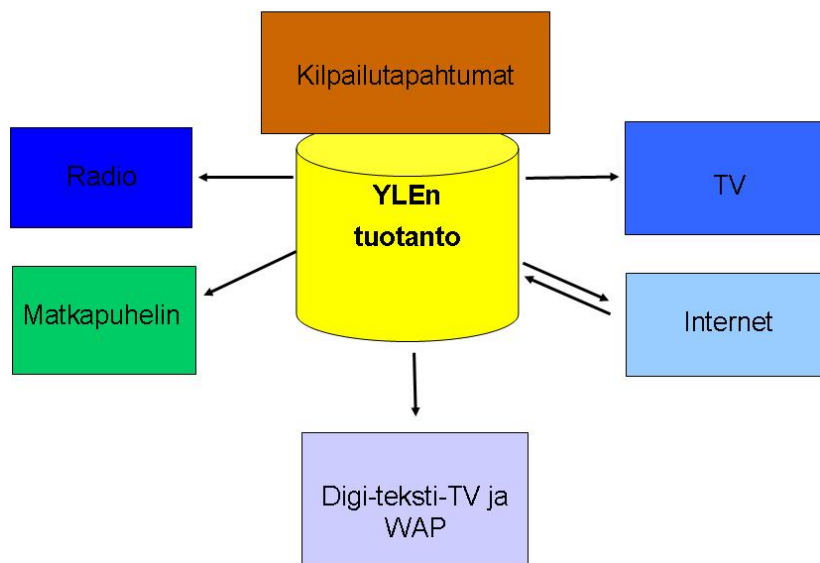 Kilpailutapahtumat
Radio
YLEn
tuotanto
TV
Matkapuhelin
Internet
Digi-teksti-TV ja
WAP